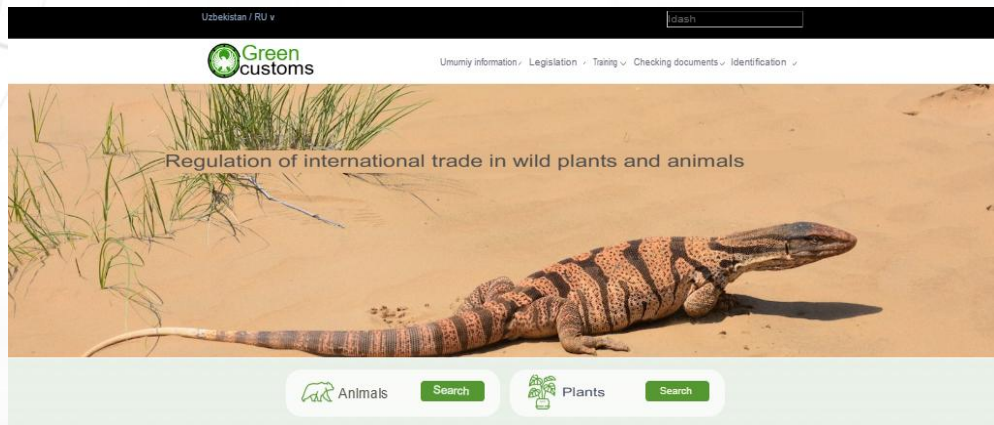 Uzbekistan / RU ∨
Idash
Green
customs
Umumiy information Legislation Training Checking documents Identification
Regulation of international trade in wild plants and animals
Animals
Search
Plants
Search